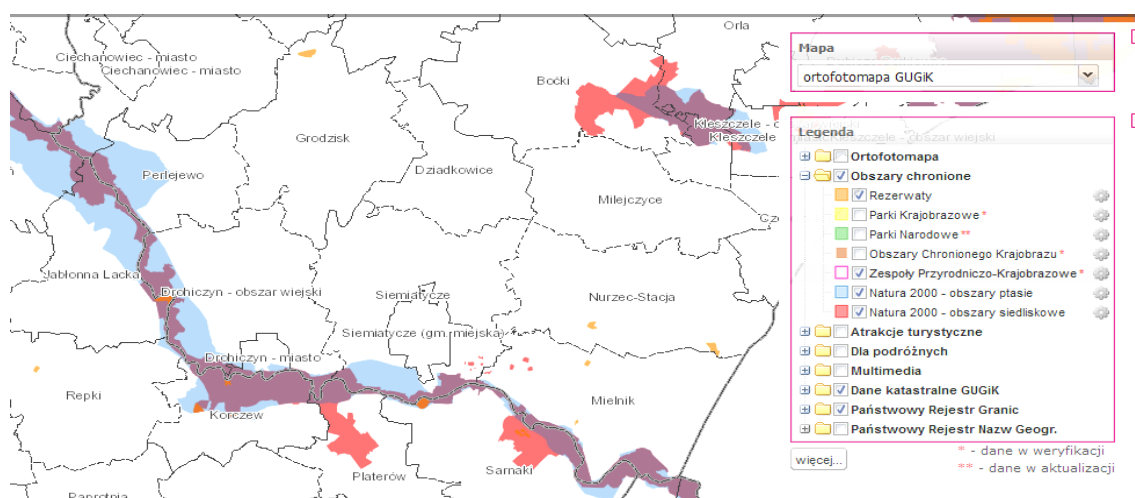 Orla
Ciechanowiec - miasto
Ciechanowiec - miasto
Boćki
Grodzisk
Kleszczele
Perlejewo
Dziadkowice
Milejczyce
Jabłonna Lacka
Drohiczyn - obszar wiejski
Siemiatycze
Nurzec-Stacja
Siemiatycze (gm. miejska)
Drohiczyn - miasto
Repki
Korczew
Mielnik
Platerów
Sarnaki
Paprotnia
Mapa
ortofotomapa GUGiK
Legenda
Kleszczele - obszar wiejski
Ortofotomapa
Obszary chronione
Rezerwaty
Parki Krajobrazowe *
Parki Narodowe **
Obszary Chronionego Krajobrazu *
Zespoły Przyrodniczo-Krajobrazowe *
Natura 2000 - obszary ptasie
Natura 2000 - obszary siedliskowe
Atrakcje turystyczne
Dla podróżnych
Multimedia
Dane katastralne GUGiK
Państwowy Rejestr Granic
Państwowy Rejestr Nazw Geogr.
więcej...
* - dane w weryfikacji
** - dane w aktualizacji